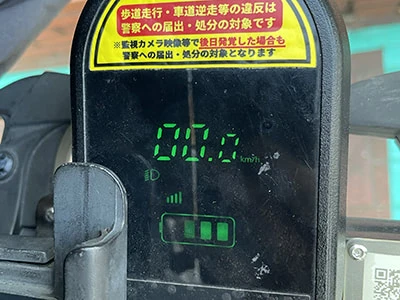 歩道走行・車道逆走等の違反は
警察への届出・処分の対象です
※監視カメラ映像等で後日発覚した場合も
警察への届出・処分の対象となります
00.0 km/h